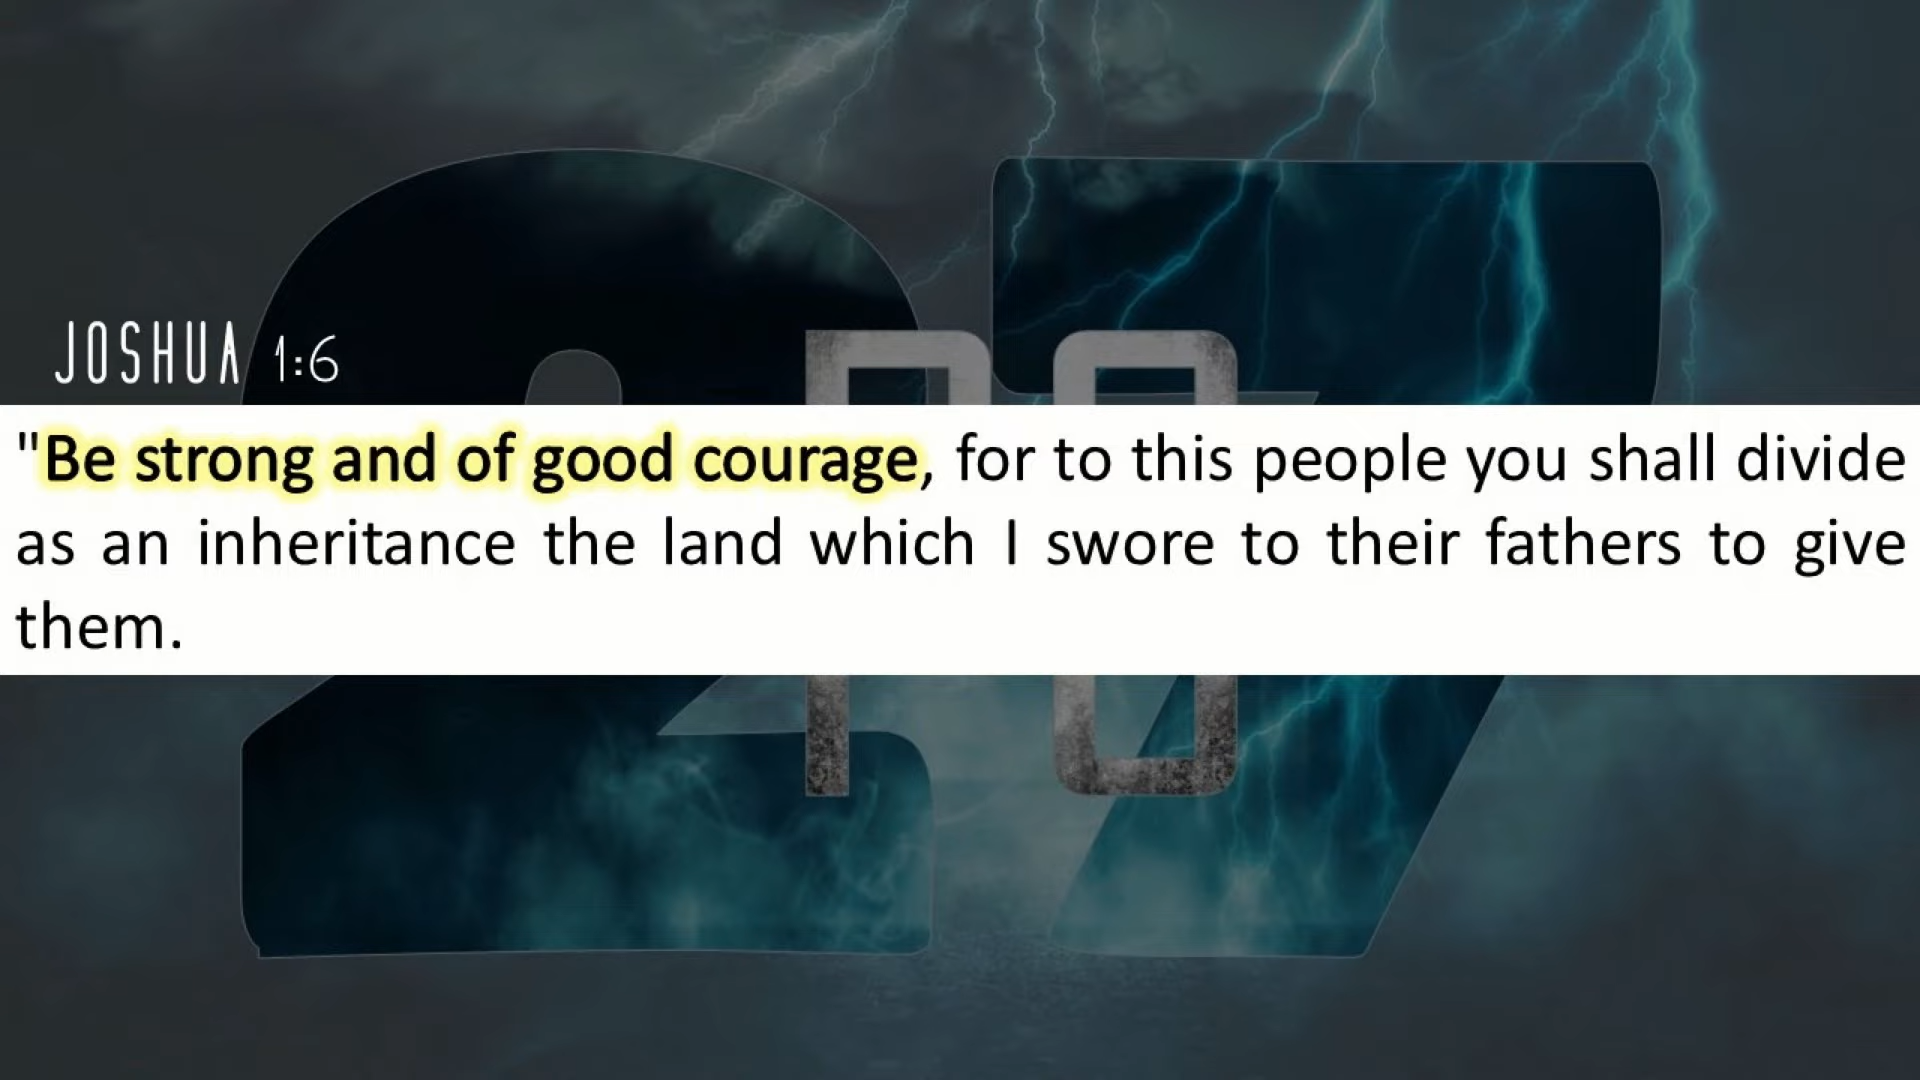 JOSHUA 1:6
"Be strong and of good courage, for to this people you shall divide
as an inheritance the land which I swore to their fathers to give
them.
27